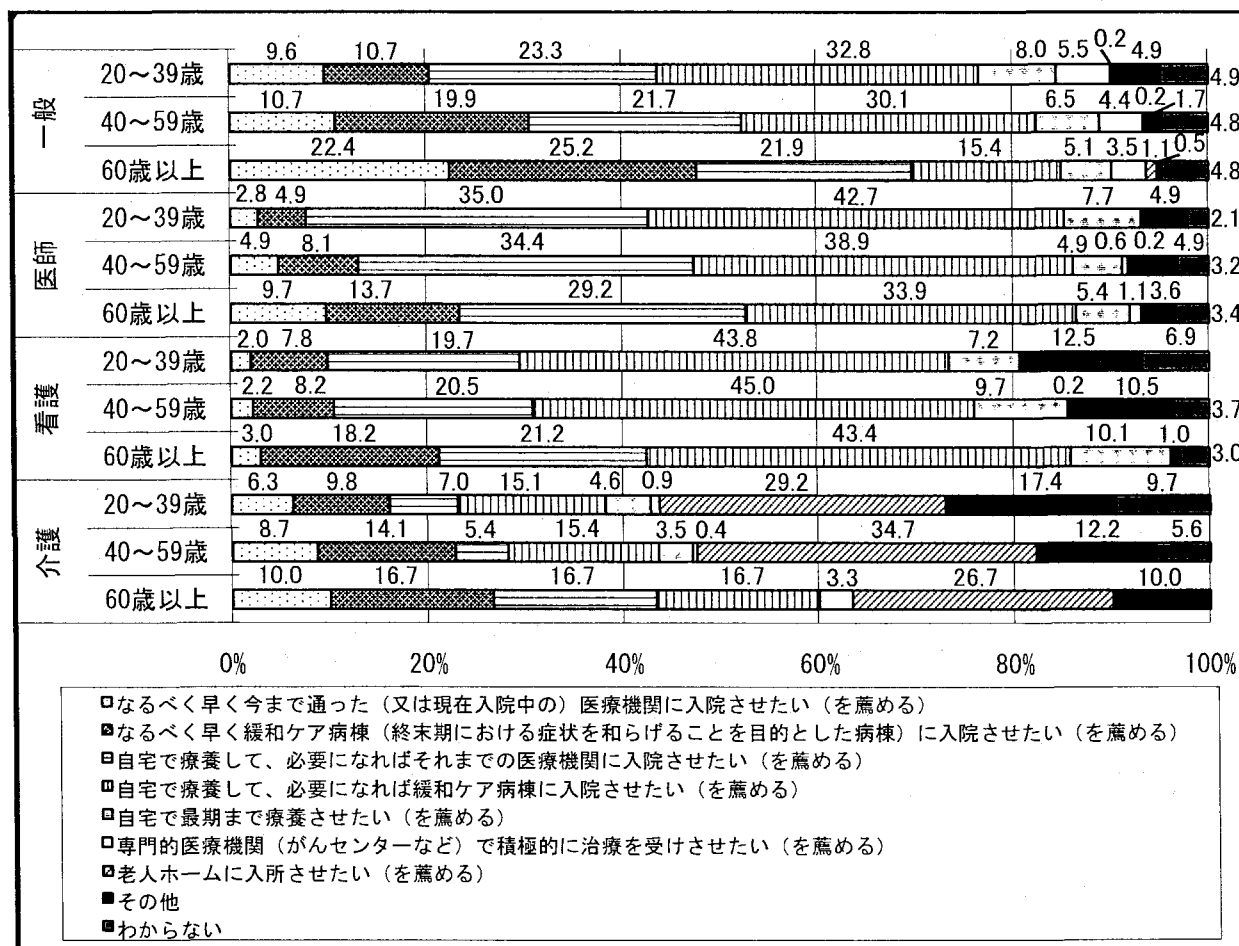 一般
9.6 10.7 23.3 32.8 8.0 5.5 0.2 4.9
20～39歳 4.9
10.7 19.9 21.7 30.1 6.5 4.4 0.2 1.7
40～59歳 4.8
22.4 25.2 21.9 15.4 5.1 3.5 1.1 0.5
60歳以上 4.8
医師
2.8 4.9 35.0 42.7 7.7 4.9
20～39歳 2.1
4.9 8.1 34.4 38.9 4.9 0.6 0.2 4.9
40～59歳 3.2
9.7 13.7 29.2 33.9 5.4 1.1 3.6
60歳以上 3.4
看護
2.0 7.8 19.7 43.8 7.2 12.5 6.9
20～39歳
2.2 8.2 20.5 45.0 9.7 0.2 10.5
40～59歳 3.7
3.0 18.2 21.2 43.4 10.1 1.0
60歳以上 3.0
介護
6.3 9.8 7.0 15.1 4.6 0.9 29.2 17.4 9.7
20～39歳
8.7 14.1 5.4 15.4 3.5 0.4 34.7 12.2 5.6
40～59歳
10.0 16.7 16.7 16.7 3.3 26.7 10.0
60歳以上
0% 20% 40% 60% 80% 100%
なるべく早く今まで通った（又は現在入院中の）医療機関に入院させたい（を薦める）
なるべく早く緩和ケア病棟（終末期における症状を和らげることを目的とした病棟）に入院させたい（を薦める）
自宅で療養して、必要になればそれまでの医療機関に入院させたい（を薦める）
自宅で療養して、必要になれば緩和ケア病棟に入院させたい（を薦める）
自宅で最期まで療養させたい（を薦める）
専門的医療機関（がんセンターなど）で積極的に治療を受けさせたい（を薦める）
老人ホームに入所させたい（を薦める）
その他
わからない